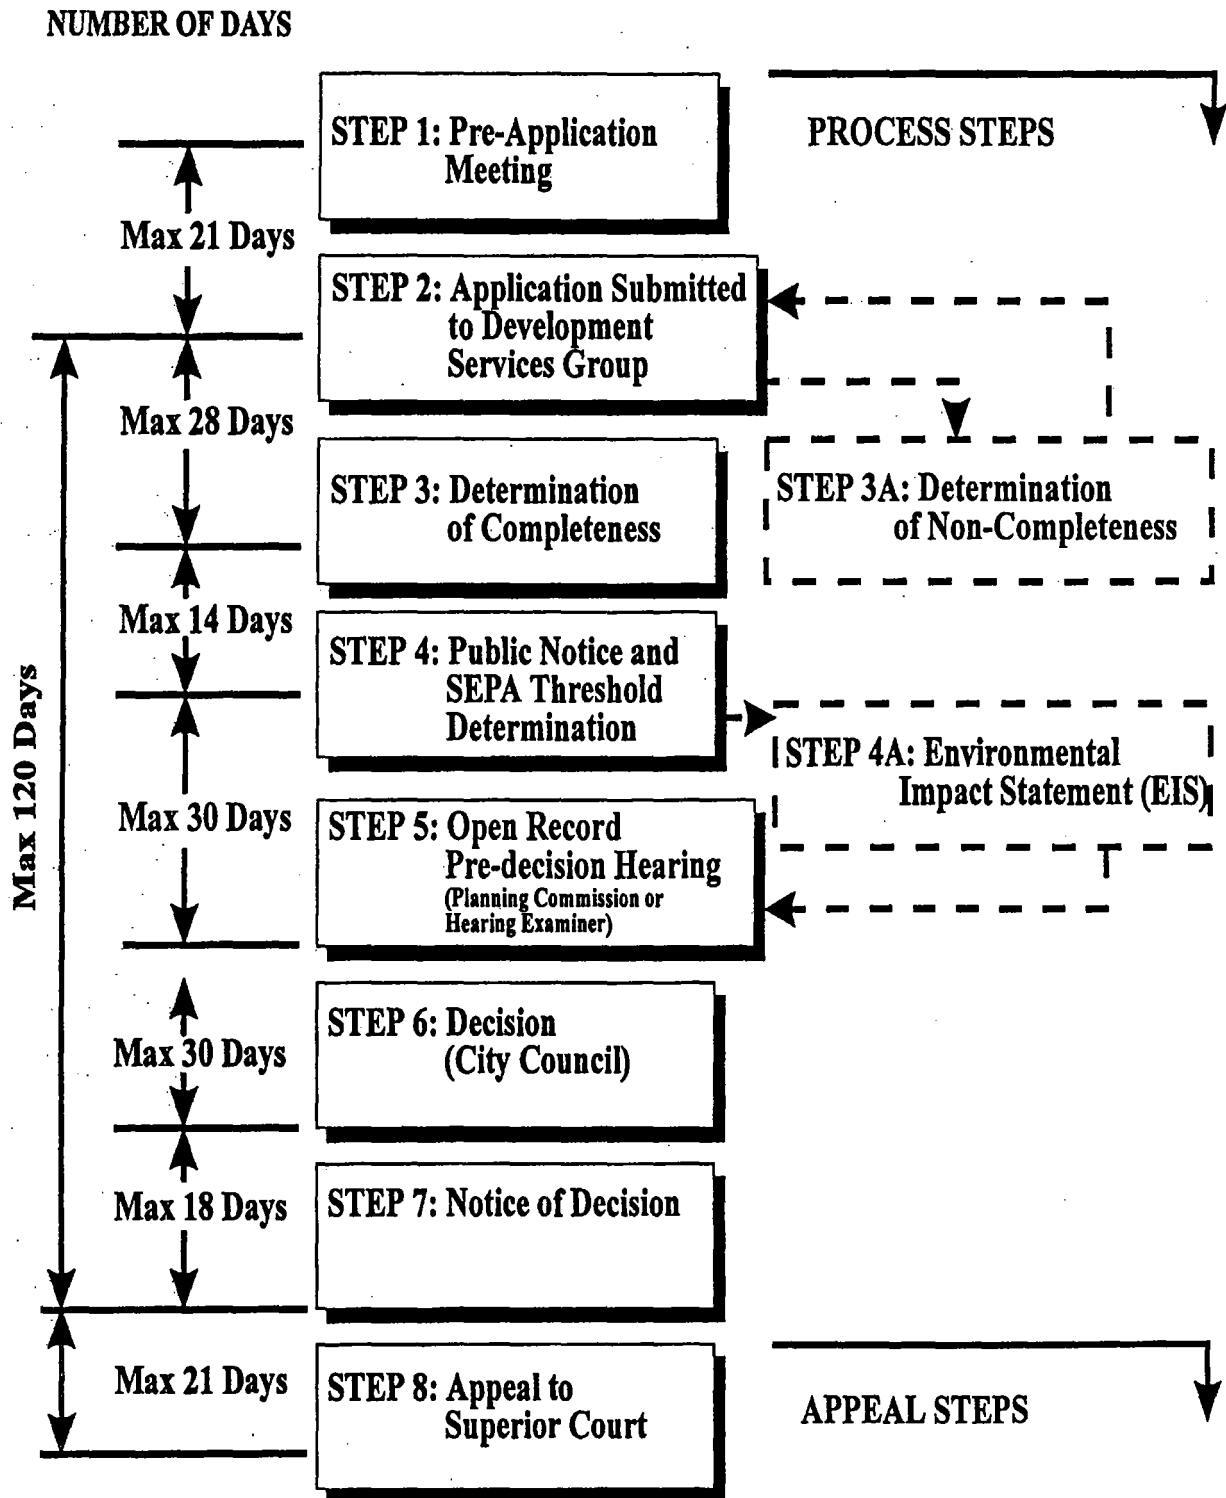 NUMBER OF DAYS
STEP 1: Pre-Application
Meeting
PROCESS STEPS
Max 21 Days
STEP 2: Application Submitted
to Development
Services Group
Max 28 Days
STEP 3: Determination
of Completeness
STEP 3A: Determination
of Non-Completeness
Max 14 Days
STEP 4: Public Notice and
SEPA Threshold
Determination
STEP 4A: Environmental
Impact Statement (EIS)
Max 120 Days
Max 30 Days
STEP 5: Open Record
Pre-decision Hearing
(Planning Commission or
Hearing Examiner)
Max 30 Days
STEP 6: Decision
(City Council)
Max 18 Days
STEP 7: Notice of Decision
Max 21 Days
STEP 8: Appeal to
Superior Court
APPEAL STEPS